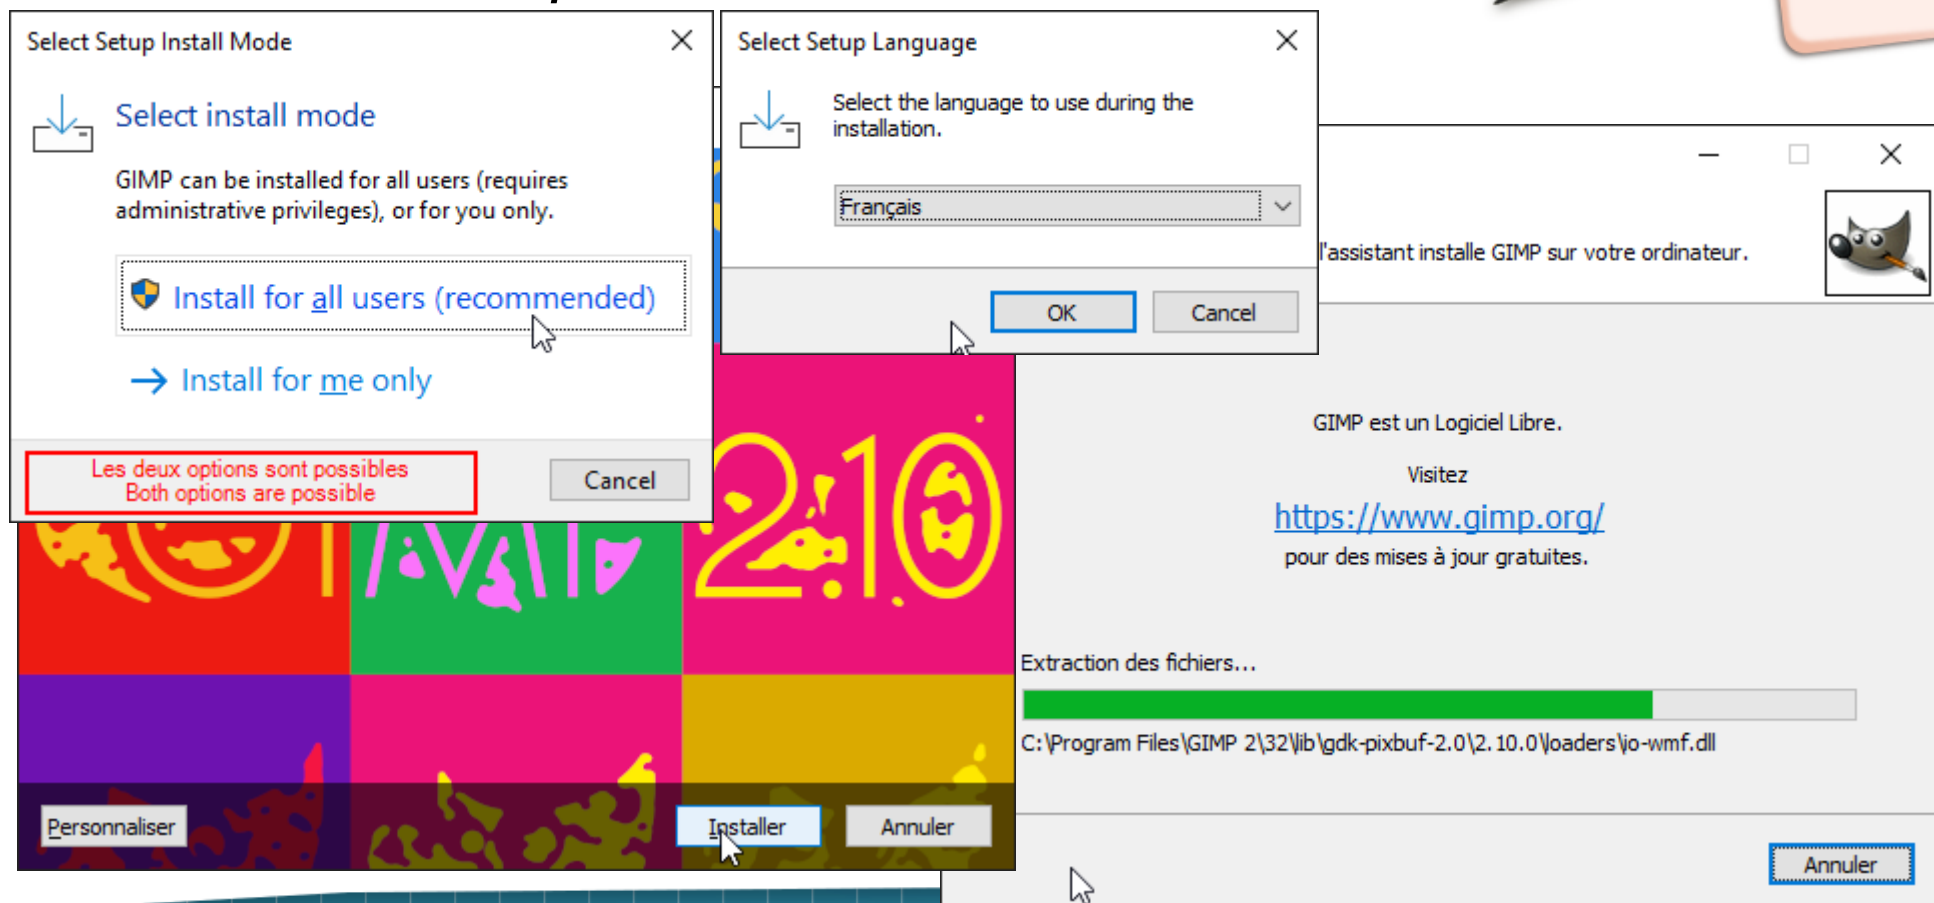 Select Setup Install Mode
Select install mode
GIMP can be installed for all users (requires
administrative privileges), or for you only.
Install for all users (recommended)
Install for me only
Les deux options sont possibles
Both options are possible
Cancel
Select Setup Language
Select the language to use during the
installation.
Français
OK
Cancel
2.10
Personnaliser
Installer
Annuler
l'assistant installe GIMP sur votre ordinateur.
GIMP est un Logiciel Libre.
Visitez
https://www.gimp.org/
pour des mises à jour gratuites.
Extraction des fichiers...
C:\Program Files\GIMP 2\32\lib\gdk-pixbuf-2.0\2.10.0\loaders\io-wmf.dll
Annuler